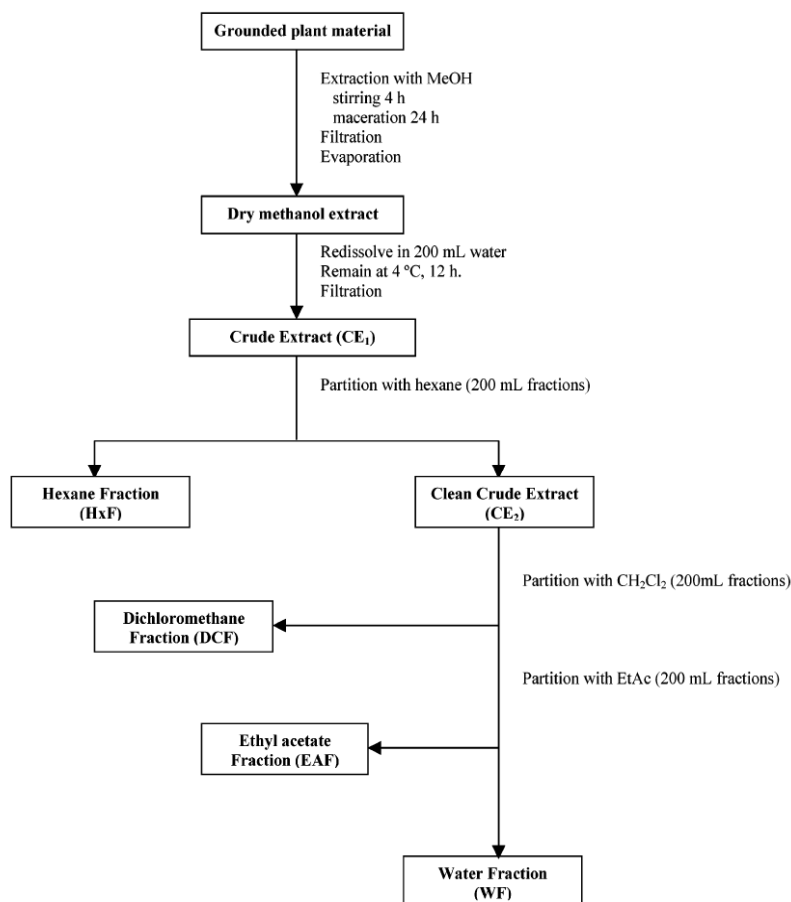 Grounded plant material
Extraction with MeOH
stirring 4 h
maceration 24 h
Filtration
Evaporation
Dry methanol extract
Redissolve in 200 mL water
Remain at 4 ºC, 12 h.
Filtration
Crude Extract (CE₁)
Partition with hexane (200 mL fractions)
Hexane Fraction
(HxF)
Clean Crude Extract
(CE₂)
Partition with CH₂Cl₂ (200mL fractions)
Dichloromethane
Fraction (DCF)
Partition with EtAc (200 mL fractions)
Ethyl acetate
Fraction (EAF)
Water Fraction
(WF)